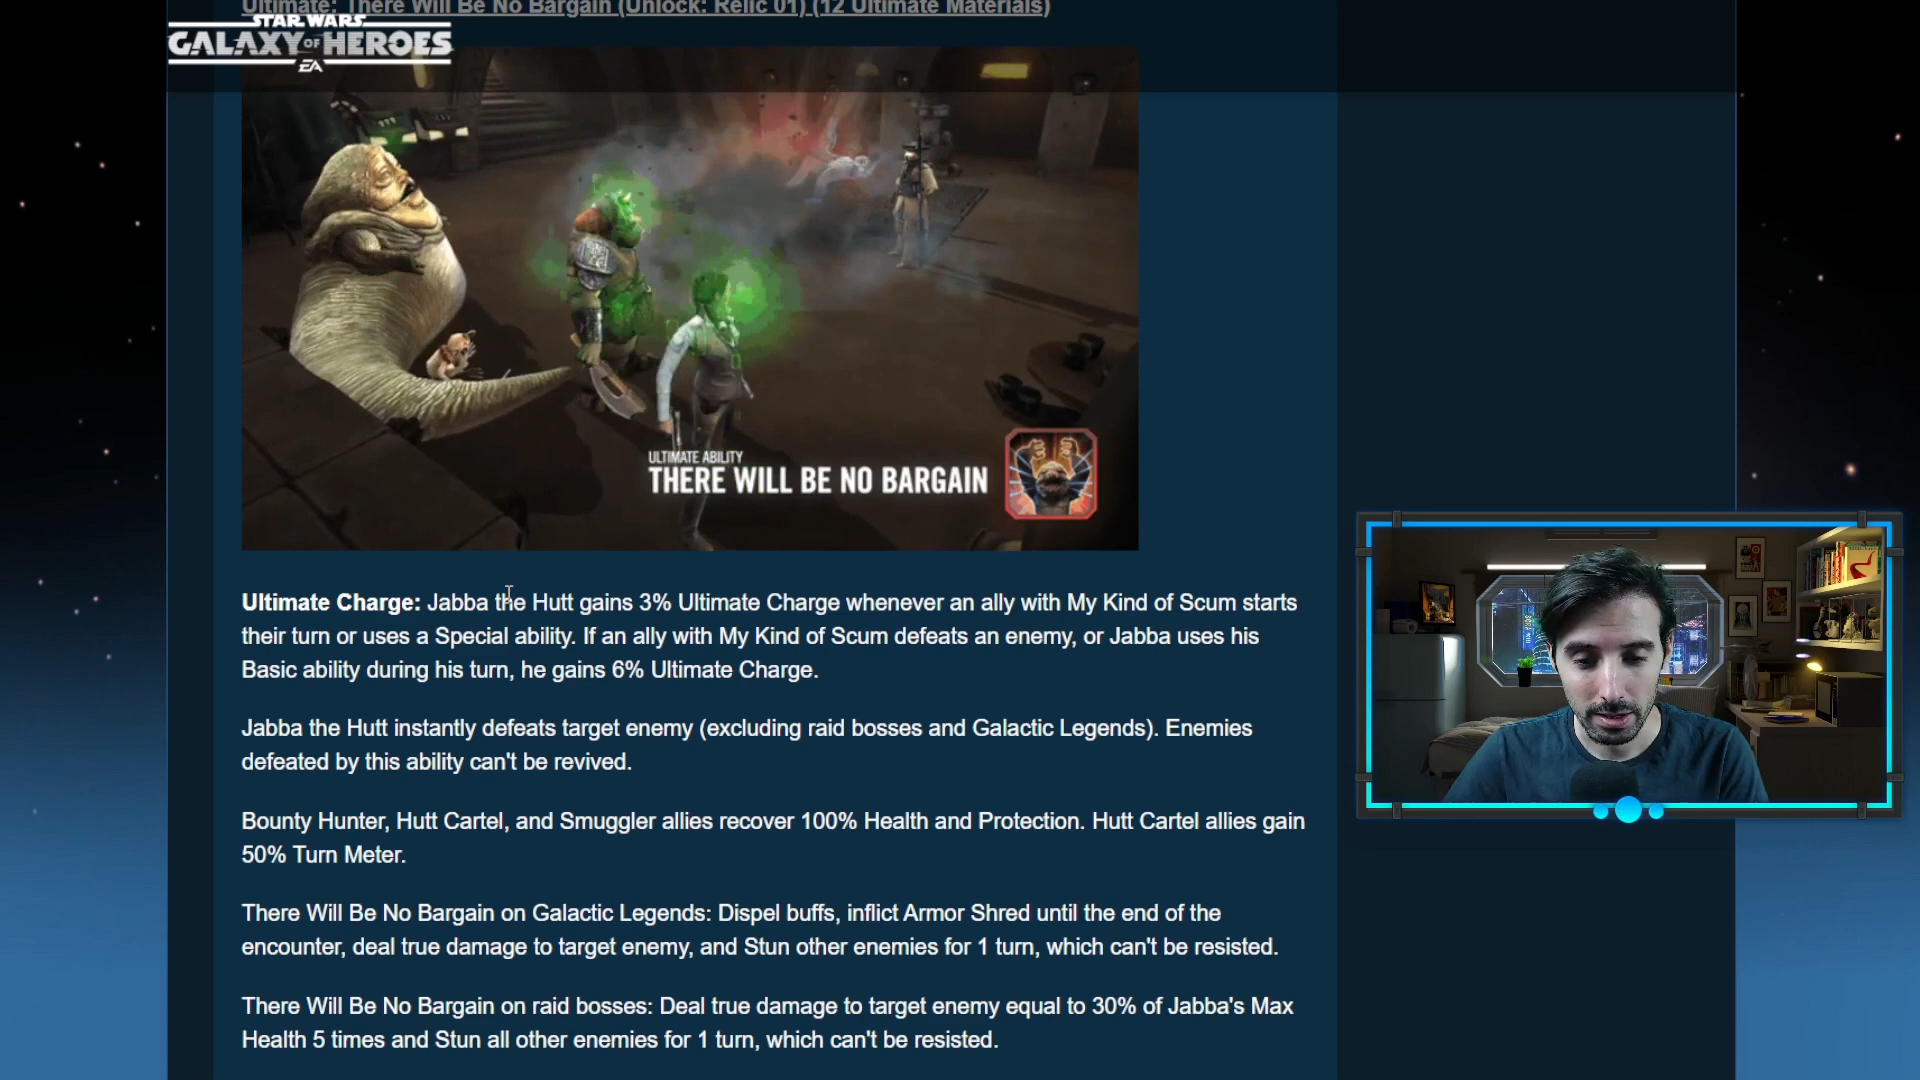 Ultimate: There Will Be No Bargain (Unlock: Relic 01) (12 Ultimate Materials)
STAR WARS
GALAXY OF HEROES
EA
ULTIMATE ABILITY
THERE WILL BE NO BARGAIN
Ultimate Charge: Jabba the Hutt gains 3% Ultimate Charge whenever an ally with My Kind of Scum starts
their turn or uses a Special ability. If an ally with My Kind of Scum defeats an enemy, or Jabba uses his
Basic ability during his turn, he gains 6% Ultimate Charge.
Jabba the Hutt instantly defeats target enemy (excluding raid bosses and Galactic Legends). Enemies
defeated by this ability can't be revived.
Bounty Hunter, Hutt Cartel, and Smuggler allies recover 100% Health and Protection. Hutt Cartel allies gain
50% Turn Meter.
There Will Be No Bargain on Galactic Legends: Dispel buffs, inflict Armor Shred until the end of the
encounter, deal true damage to target enemy, and Stun other enemies for 1 turn, which can't be resisted.
There Will Be No Bargain on raid bosses: Deal true damage to target enemy equal to 30% of Jabba's Max
Health 5 times and Stun all other enemies for 1 turn, which can't be resisted.